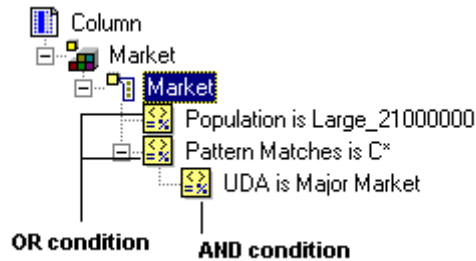 Column
Market
Market
Population is Large_21000000
Pattern Matches is C*
UDA is Major Market
OR condition
AND condition